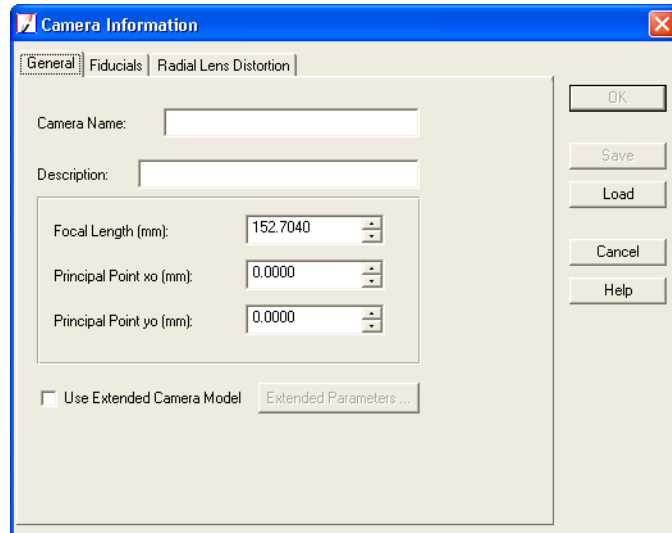 Camera Information
General Fiducials Radial Lens Distortion
Camera Name:
Description:
Focal Length (mm): 152.7040
Principal Point xo (mm): 0.0000
Principal Point yo (mm): 0.0000
Use Extended Camera Model Extended Parameters ...
OK
Save
Load
Cancel
Help